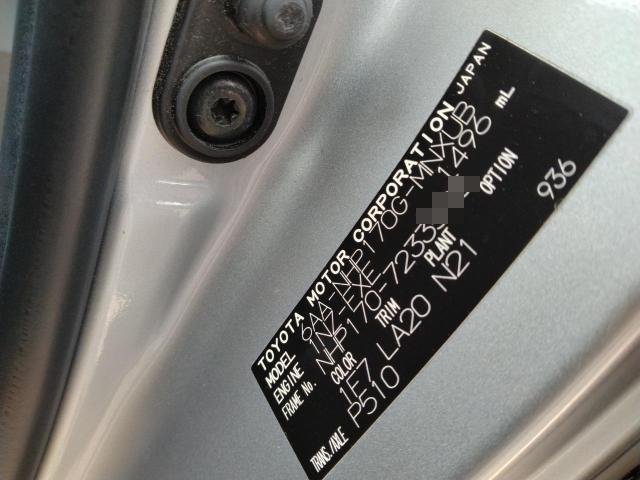 TOYOTA MOTOR CORPORATION JAPAN
MODEL 6AA-NHP170G-MNXUB
ENGINE 1NZ-EXE 1496 mL
FRAME No. NHP170-7233
COLOR TRIM PLANT OPTION
1E7 LA20 N21 936
TRANS./AXLE P510